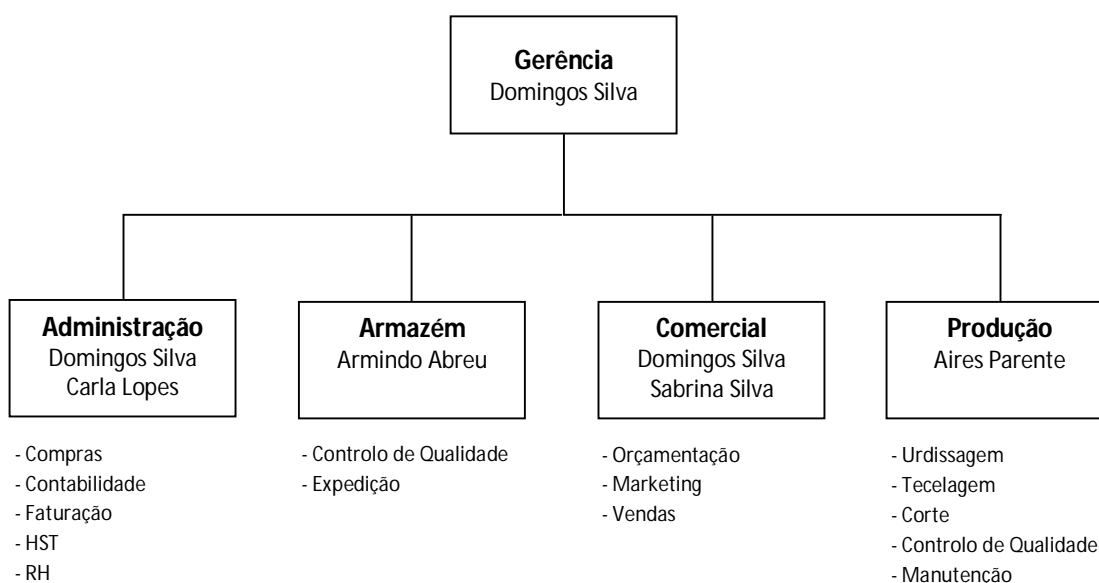 Gerência
Domingos Silva
Administração
Domingos Silva
Carla Lopes
- Compras
- Contabilidade
- Faturação
- HST
- RH
Armazém
Armindo Abreu
- Controlo de Qualidade
- Expedição
Comercial
Domingos Silva
Sabrina Silva
- Orçamentação
- Marketing
- Vendas
Produção
Aires Parente
- Urdissagem
- Tecelagem
- Corte
- Controlo de Qualidade
- Manutenção